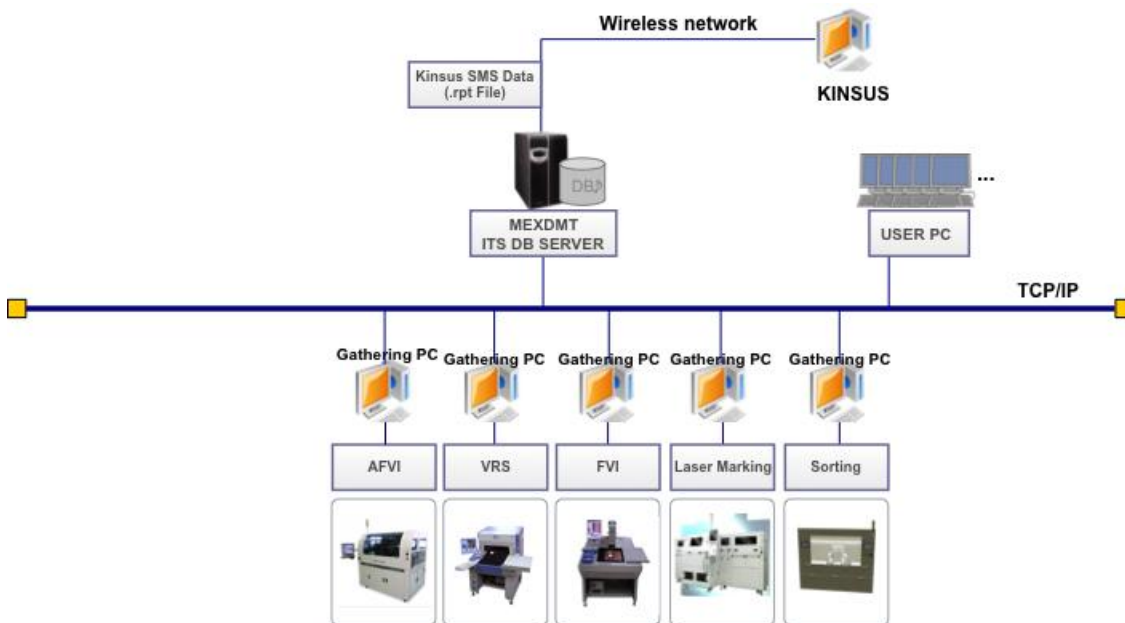 Wireless network
Kinsus SMS Data
(.rpt File)
KINSUS
DB
...
MEXDMT
ITS DB SERVER
USER PC
TCP/IP
Gathering PC
Gathering PC
Gathering PC
Gathering PC
Gathering PC
AFVI
VRS
FVI
Laser Marking
Sorting